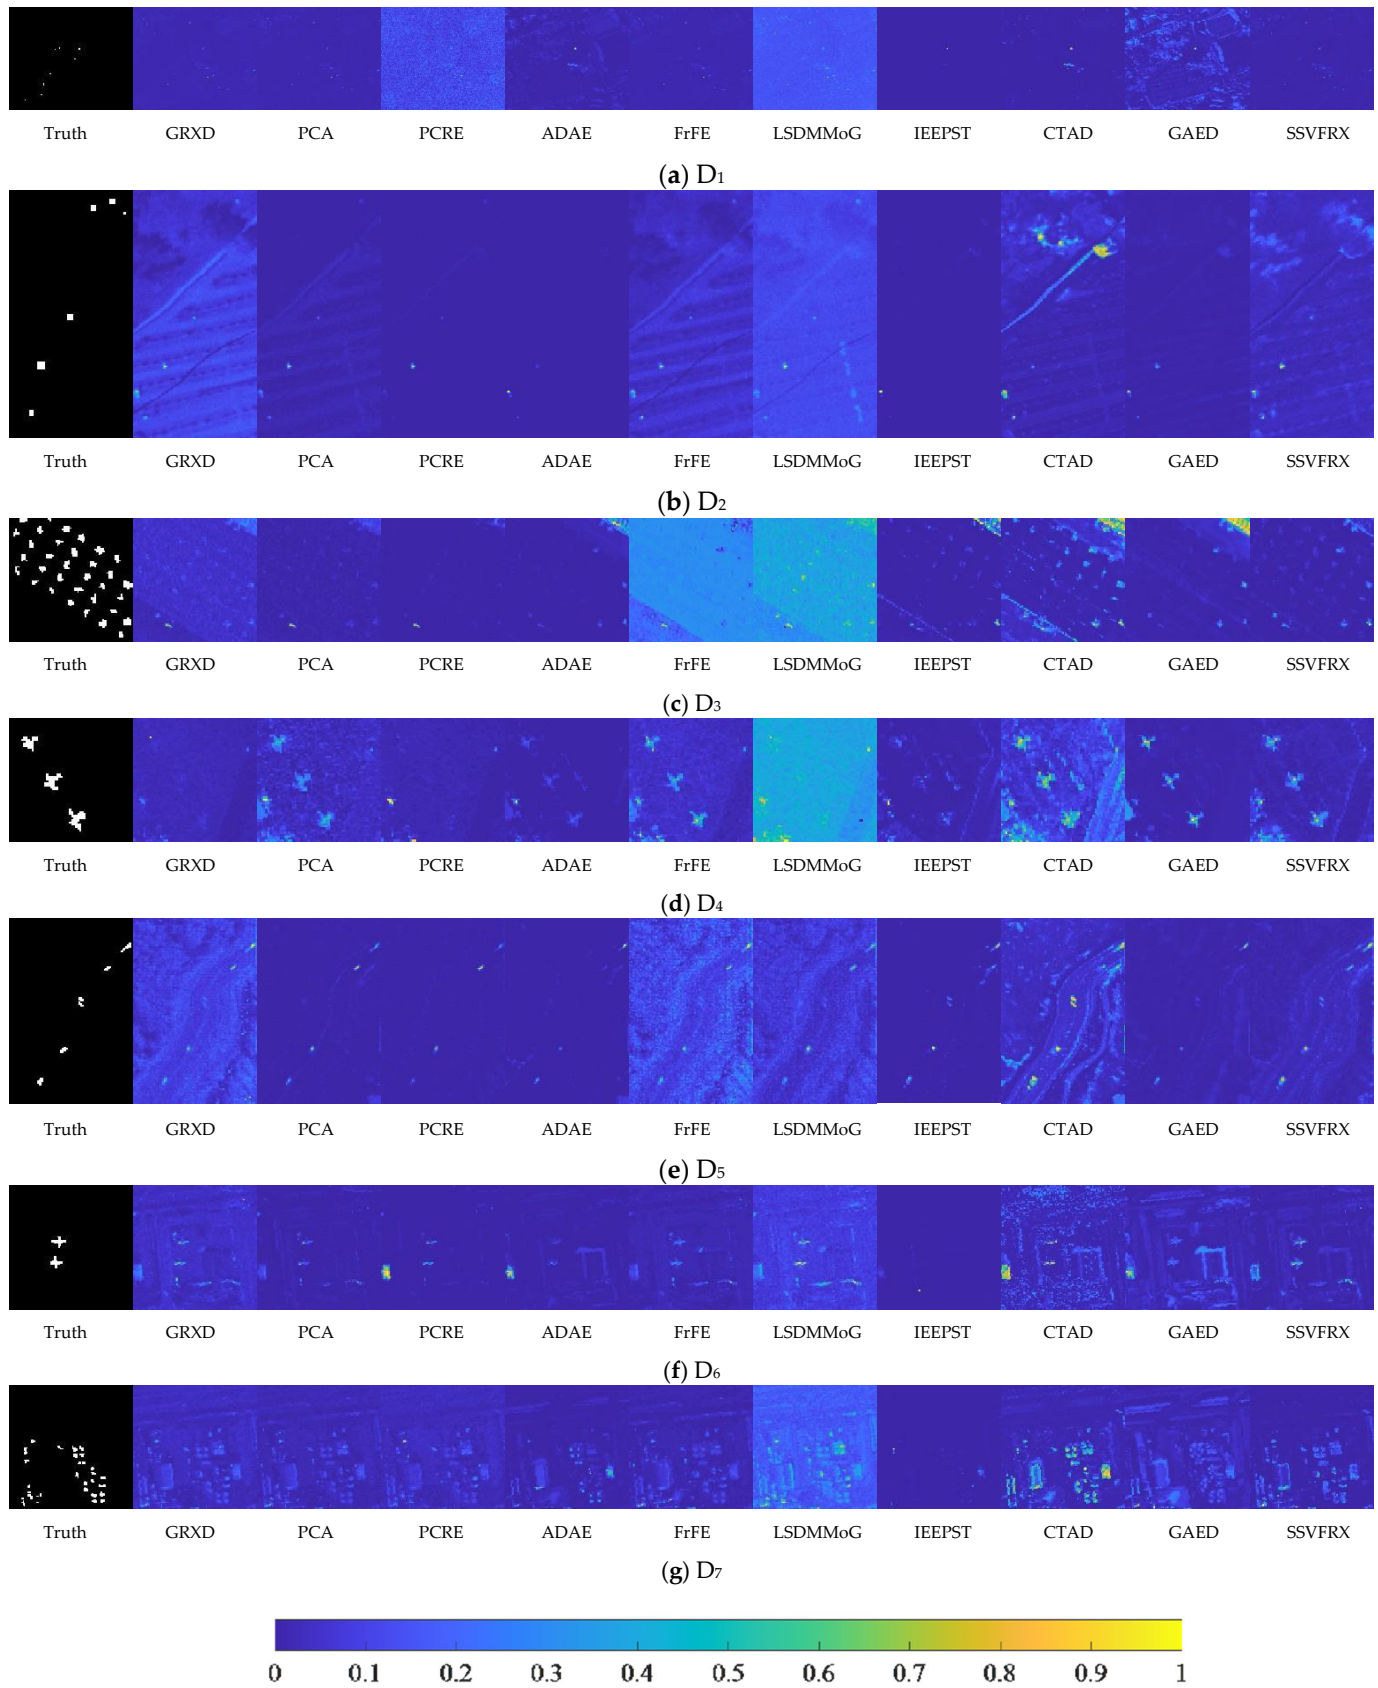 Truth GRXD PCA PCRE ADAE FrFE LSDMMoG IEEPST CTAD GAED SSVFRX
(a) D1
Truth GRXD PCA PCRE ADAE FrFE LSDMMoG IEEPST CTAD GAED SSVFRX
(b) D2
Truth GRXD PCA PCRE ADAE FrFE LSDMMoG IEEPST CTAD GAED SSVFRX
(c) D3
Truth GRXD PCA PCRE ADAE FrFE LSDMMoG IEEPST CTAD GAED SSVFRX
(d) D4
Truth GRXD PCA PCRE ADAE FrFE LSDMMoG IEEPST CTAD GAED SSVFRX
(e) D5
Truth GRXD PCA PCRE ADAE FrFE LSDMMoG IEEPST CTAD GAED SSVFRX
(f) D6
Truth GRXD PCA PCRE ADAE FrFE LSDMMoG IEEPST CTAD GAED SSVFRX
(g) D7
0 0.1 0.2 0.3 0.4 0.5 0.6 0.7 0.8 0.9 1